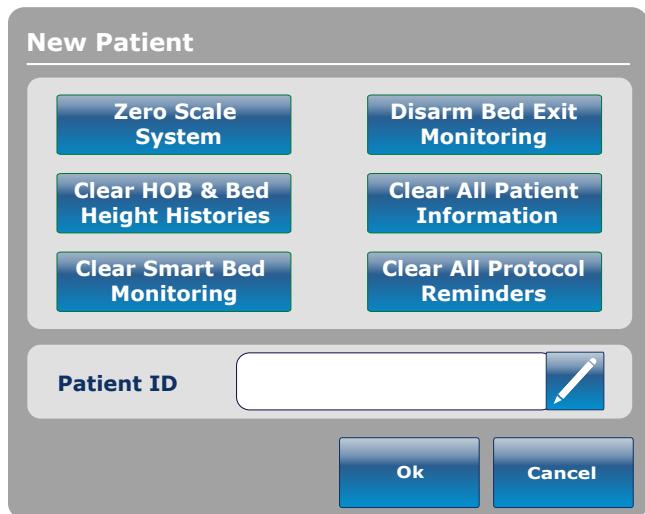 New Patient
Zero Scale
System
Disarm Bed Exit
Monitoring
Clear HOB & Bed
Height Histories
Clear All Patient
Information
Clear Smart Bed
Monitoring
Clear All Protocol
Reminders
Patient ID
Ok
Cancel